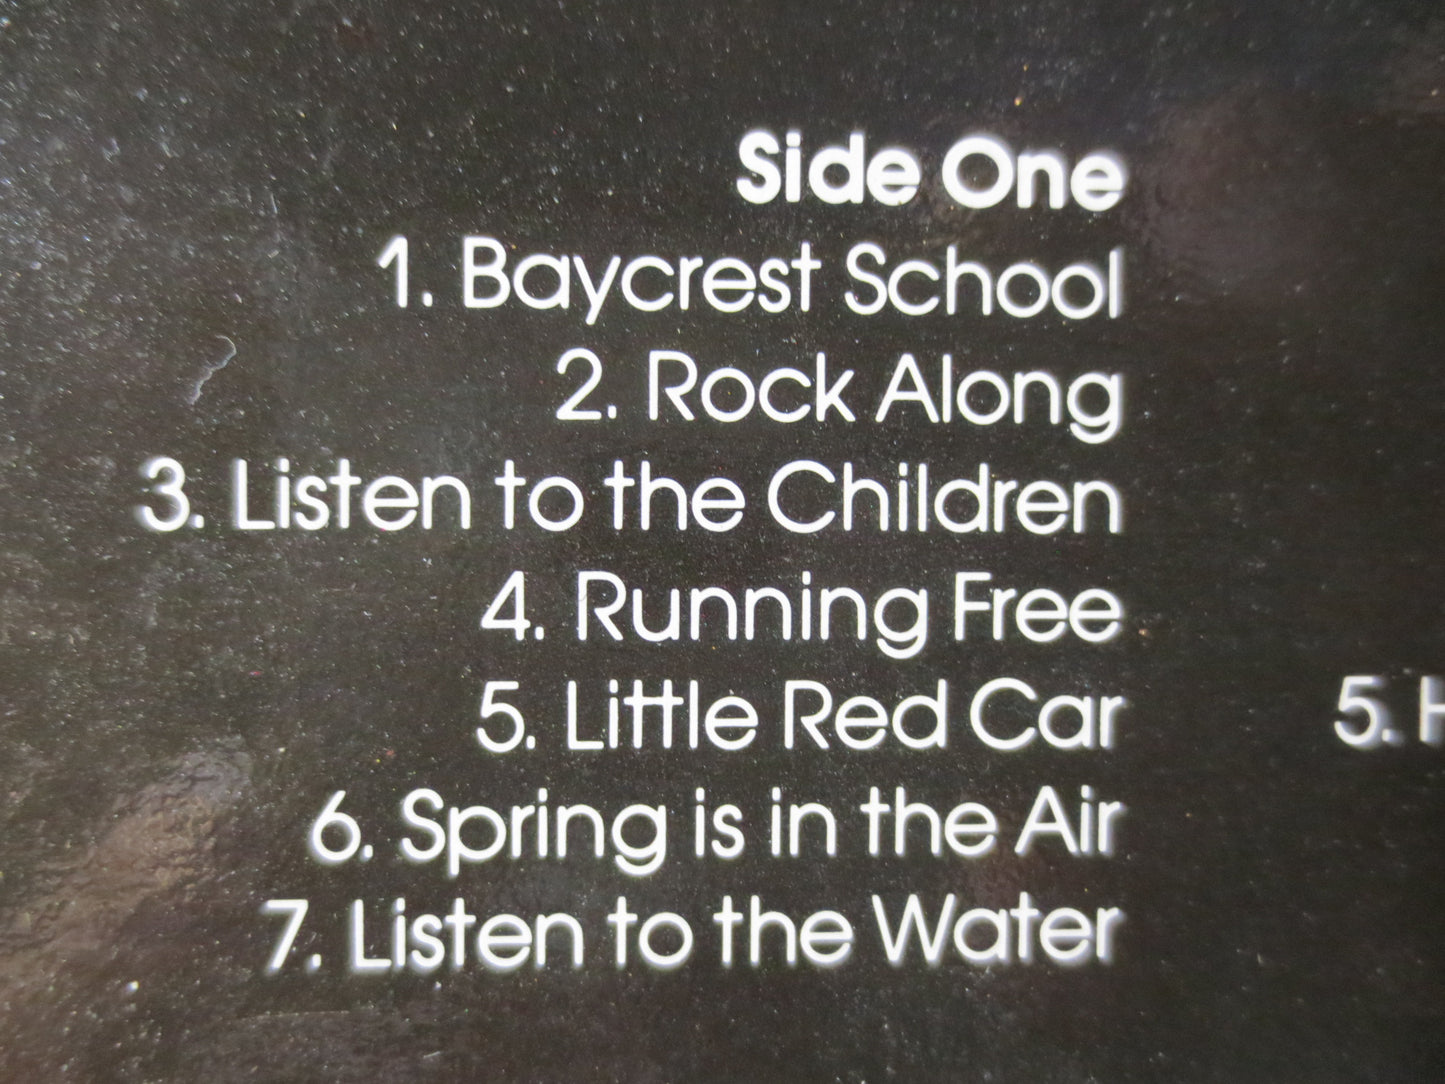 Side One
1. Baycrest School
2. Rock Along
3. Listen to the Children
4. Running Free
5. Little Red Car
6. Spring is in the Air
7. Listen to the Water
5.